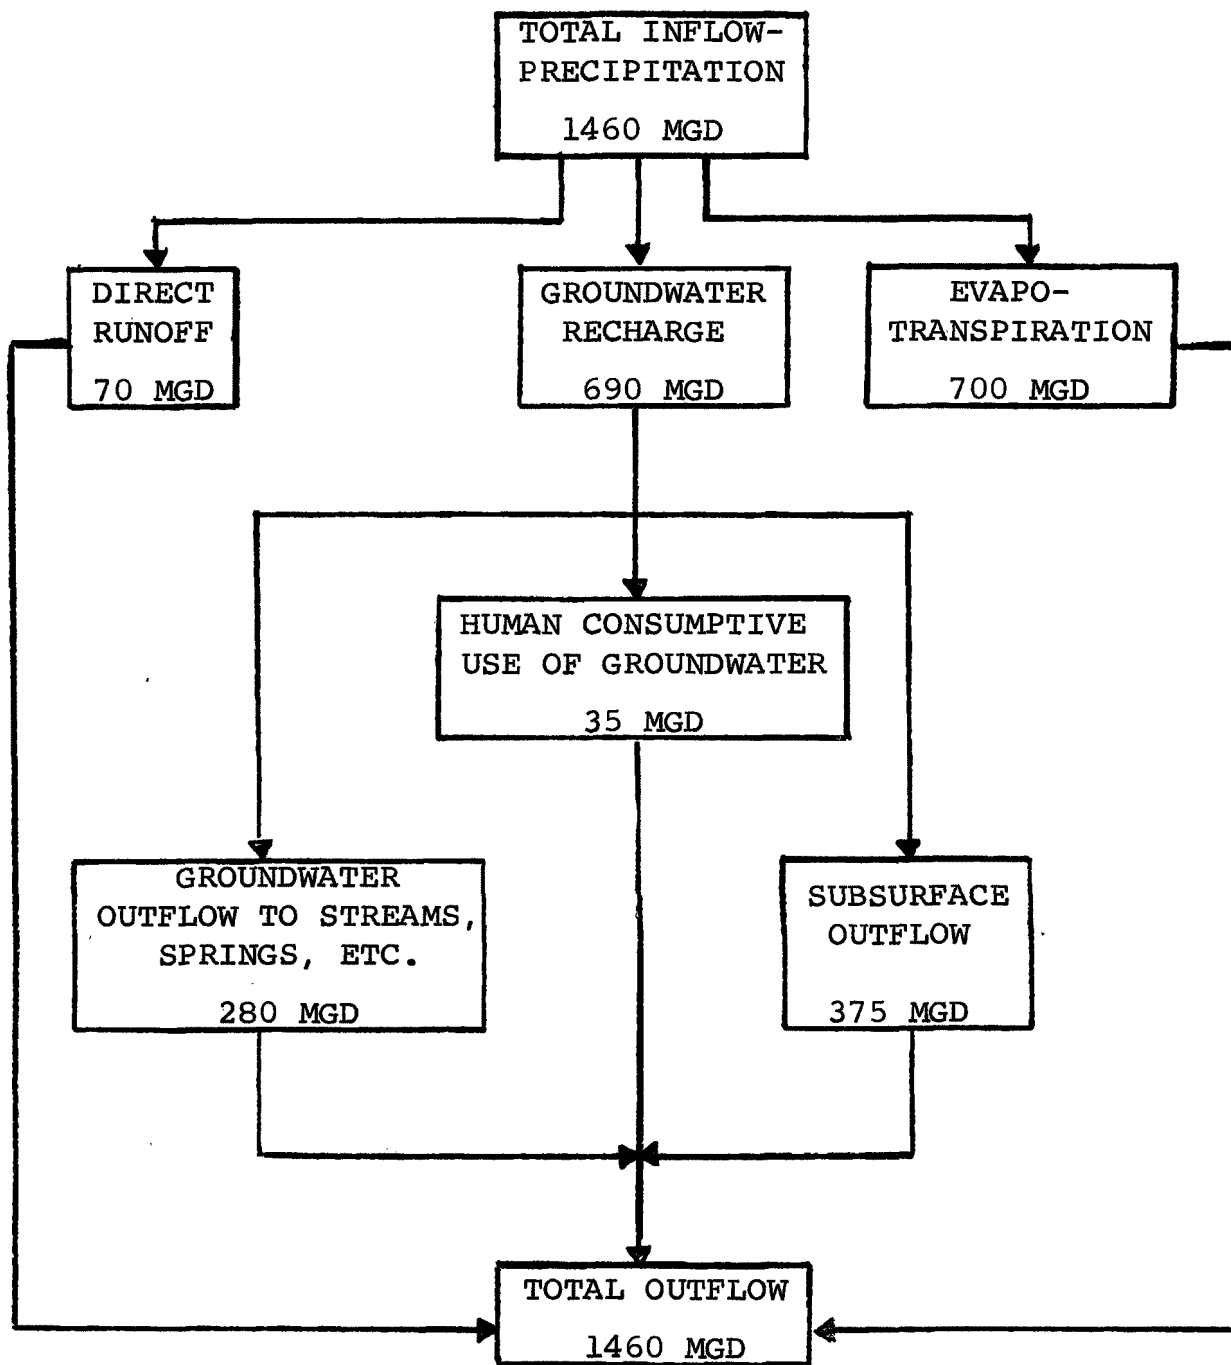 TOTAL INFLOW-
PRECIPITATION
1460 MGD
DIRECT
RUNOFF
70 MGD
GROUNDWATER
RECHARGE
690 MGD
EVAPO-
TRANSPIRATION
700 MGD
HUMAN CONSUMPTIVE
USE OF GROUNDWATER
35 MGD
GROUNDWATER
OUTFLOW TO STREAMS,
SPRINGS, ETC.
280 MGD
SUBSURFACE
OUTFLOW
375 MGD
TOTAL OUTFLOW
1460 MGD